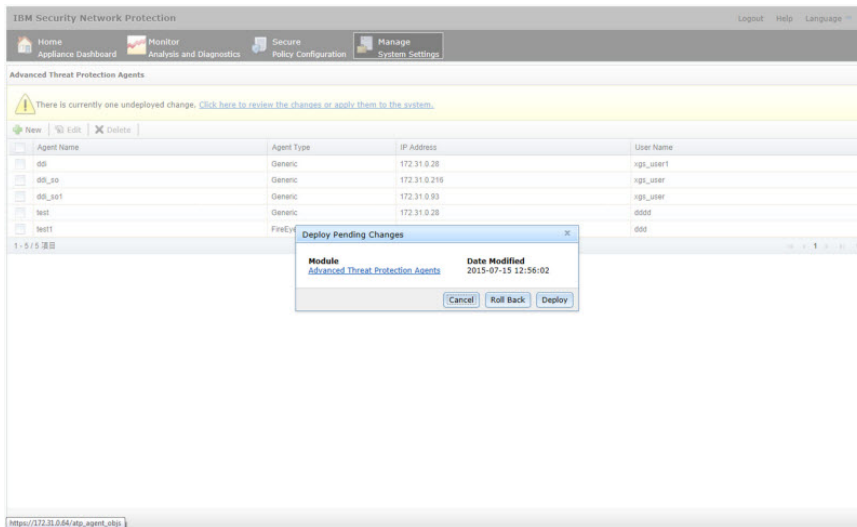 IBM Security Network Protection
Logout Help Language
Home
Appliance Dashboard
Monitor
Analysis and Diagnostics
Secure
Policy Configuration
Manage
System Settings
Advanced Threat Protection Agents
There is currently one undeployed change. Click here to review the changes or apply them to the system.
New Edit Delete
Agent Name Agent Type IP Address User Name
ddi Generic 172.31.0.28 xgs_user1
ddi_so Generic 172.31.0.216 xgs_user
ddi_so1 Generic 172.31.0.93 xgs_user
test Generic 172.31.0.28 dddd
test1 FireEye ddd
1 - 5 / 5 項目 1
Deploy Pending Changes
Module Date Modified
Advanced Threat Protection Agents 2015-07-15 12:56:02
Cancel Roll Back Deploy
https://172.31.0.64/atp_agent_objs